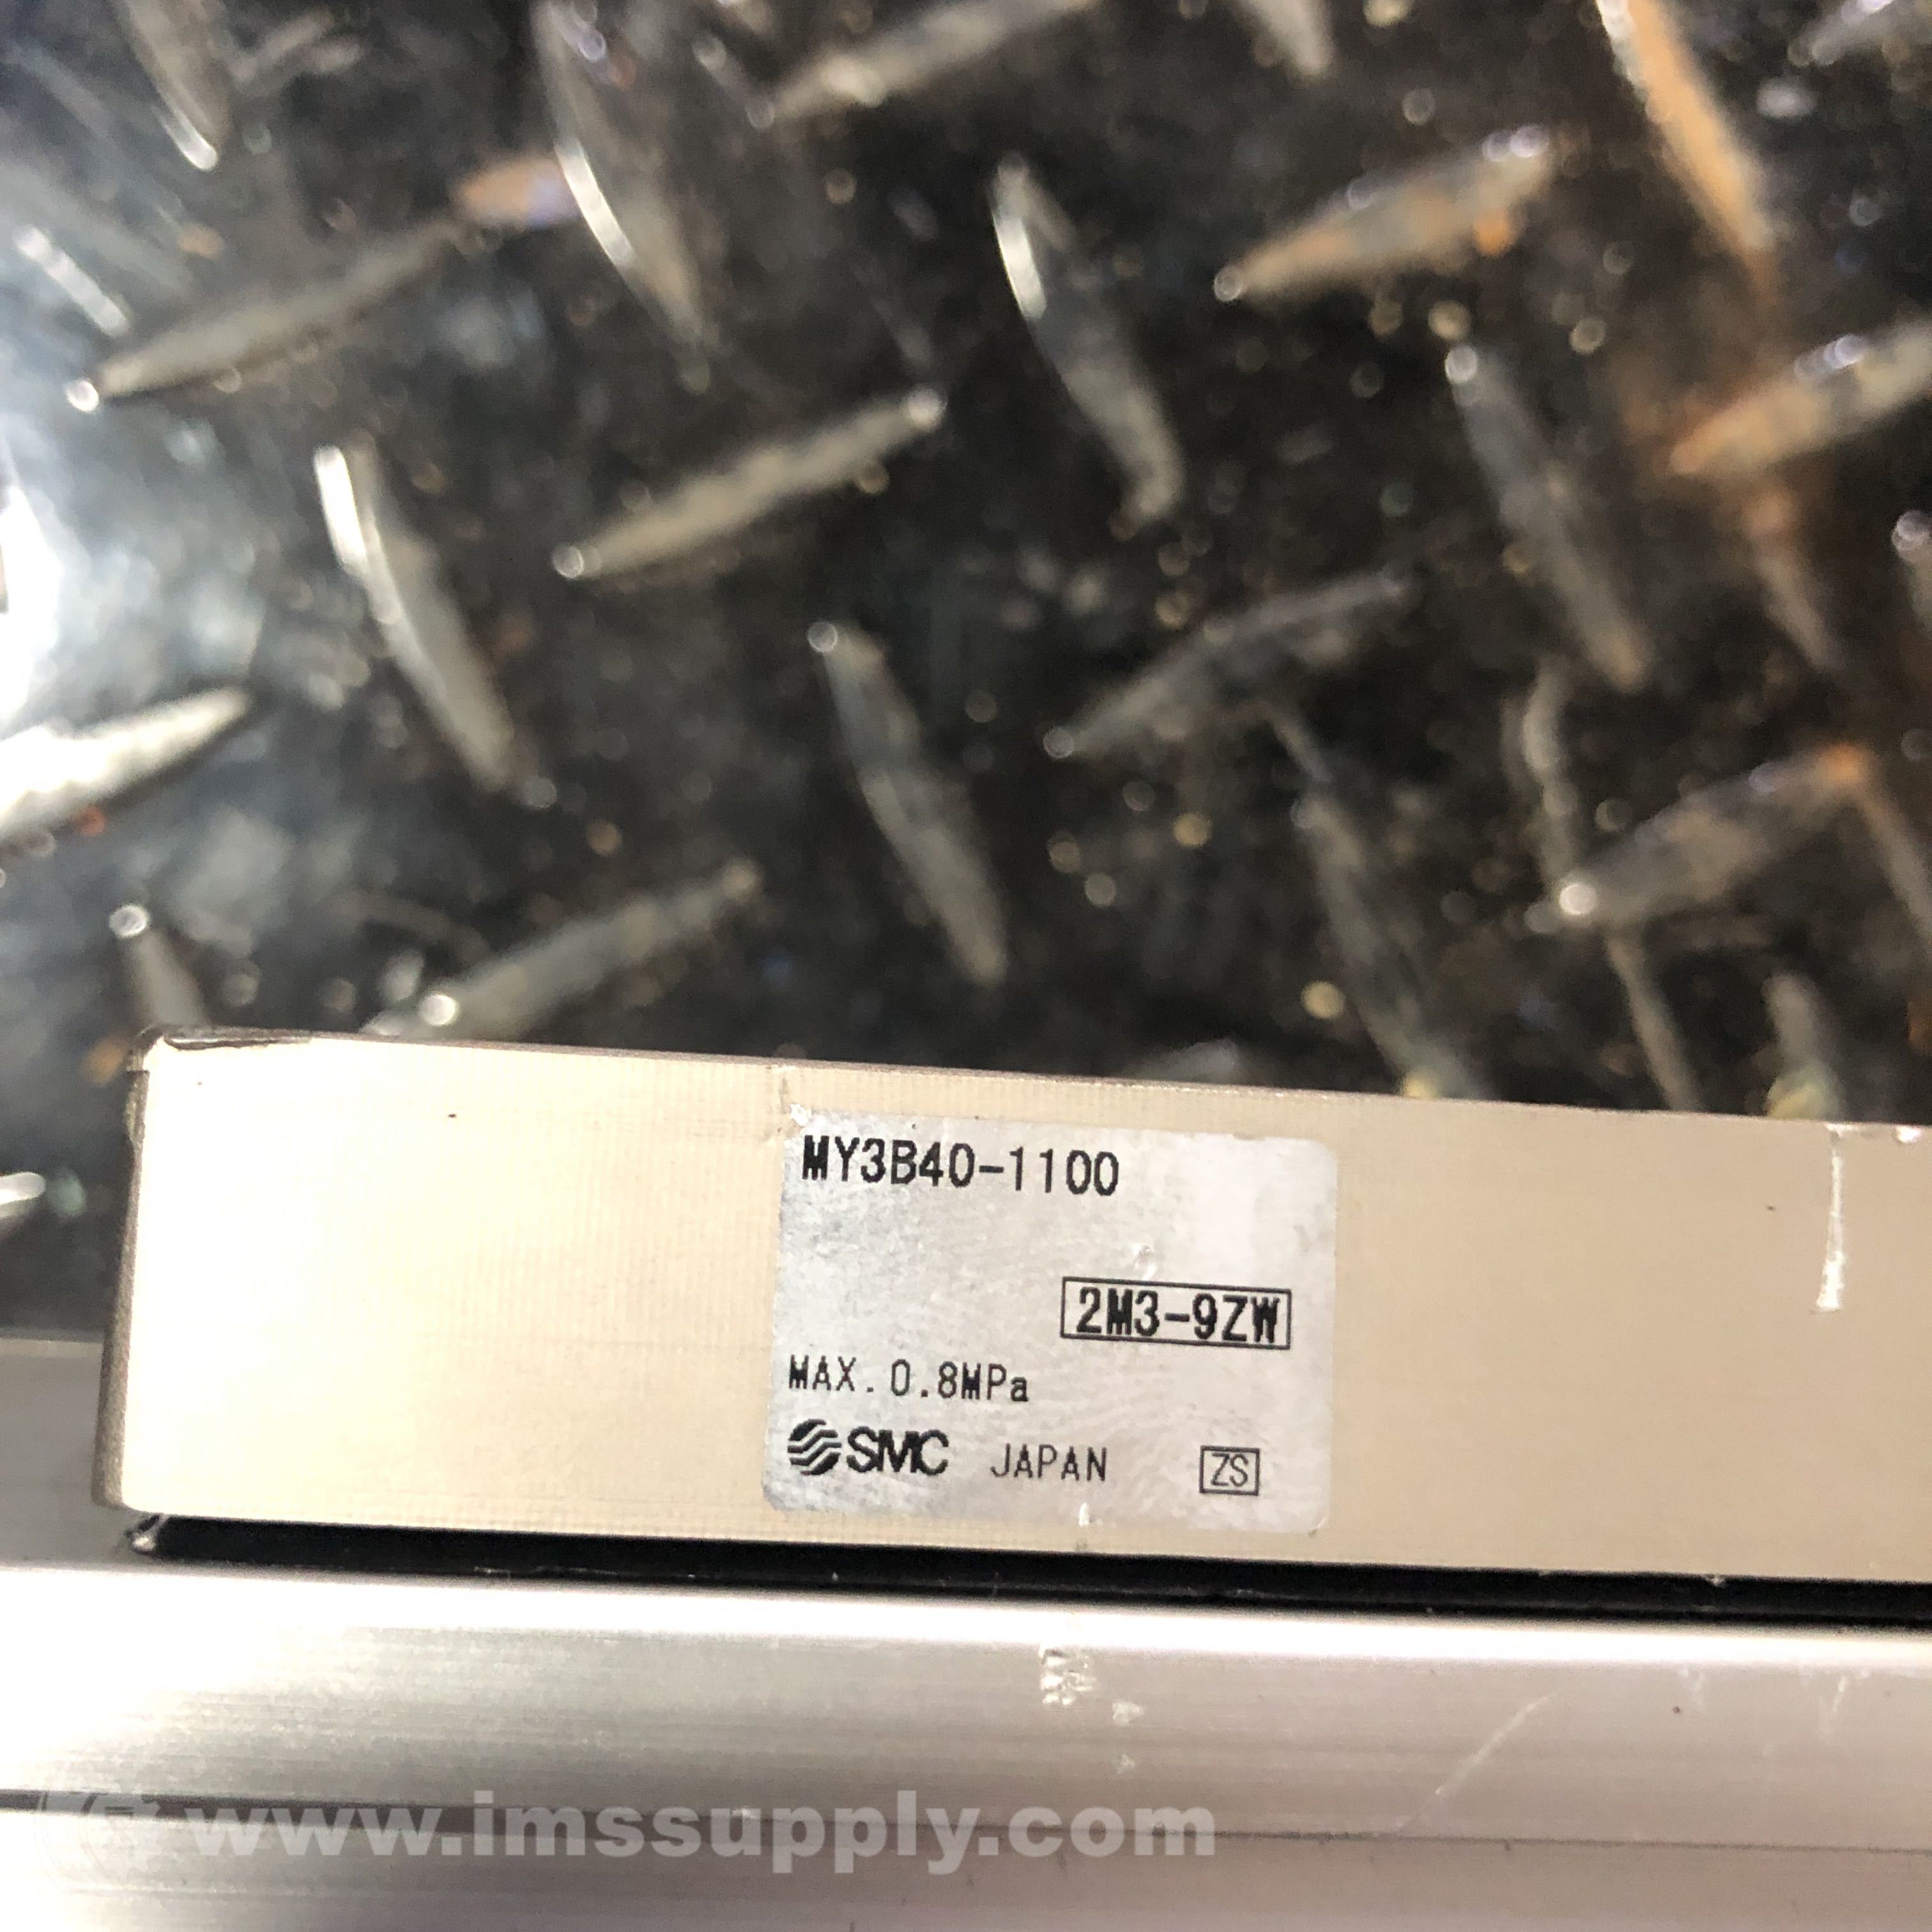 MY3B40-1100
2M3-9ZW
MAX. 0.8MPa
SMC JAPAN ZS
www.imssupply.com